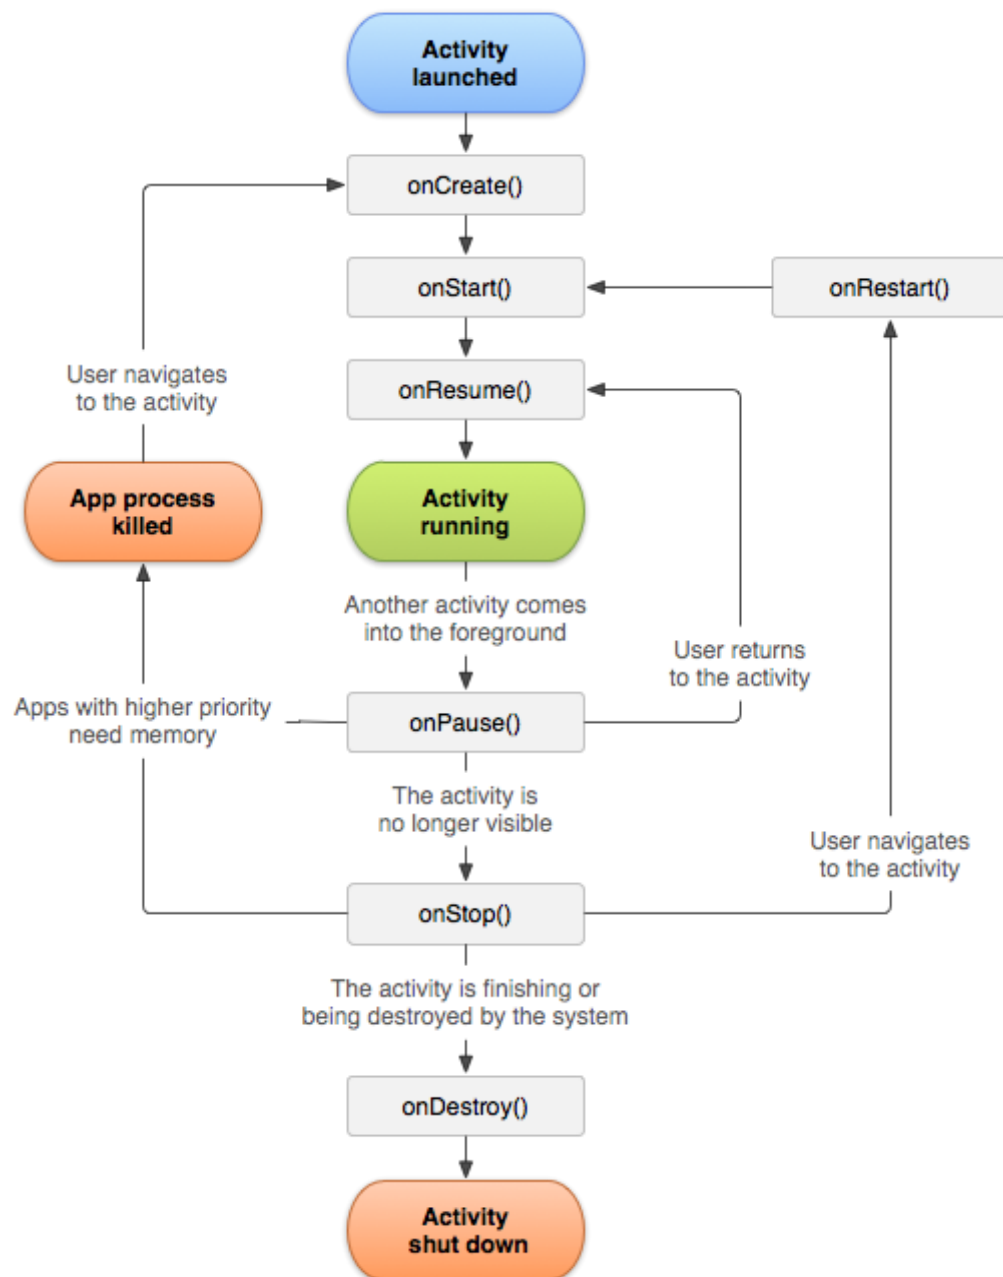 Activity
launched
onCreate()
onStart()
onRestart()
onResume()
User navigates
to the activity
App process
killed
Activity
running
Another activity comes
into the foreground
User returns
to the activity
Apps with higher priority
need memory
onPause()
The activity is
no longer visible
User navigates
to the activity
onStop()
The activity is finishing or
being destroyed by the system
onDestroy()
Activity
shut down